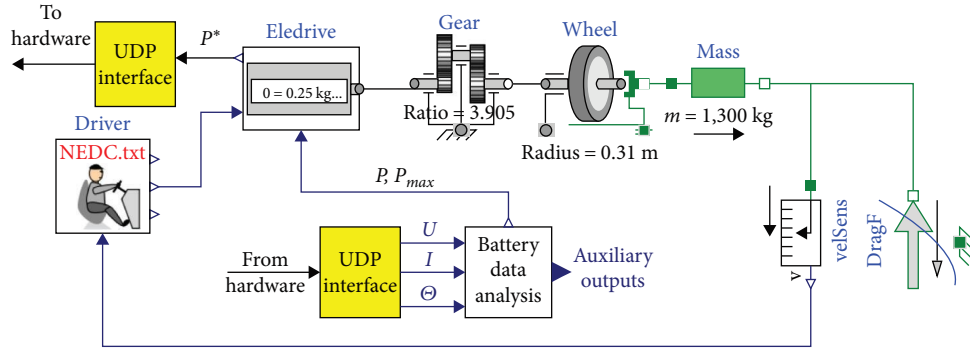 To
hardware
P*
UDP
interface
Eledrive
0 = 0.25 kg...
Gear
Ratio = 3.905
Wheel
Radius = 0.31 m
Mass
m = 1,300 kg
Driver
NEDC.txt
P, Pmax
From
hardware
UDP
interface
U
I
Θ
Battery
data
analysis
Auxiliary
outputs
velSens
v
DragF